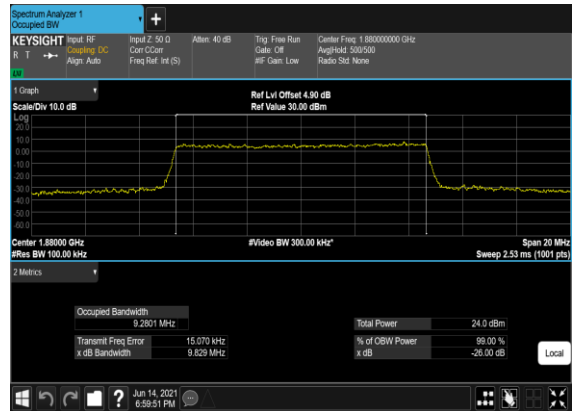 Spectrum Analyzer 1
Occupied BW
+
KEYSIGHT
R T
LW
Input: RF
Coupling: DC
Align: Auto
Input Z: 50 Ω
Corr CCorr
Freq Ref: Int (S)
Atten: 40 dB
Trig: Free Run
Gate: Off
#IF Gain: Low
Center Freq: 1.880000000 GHz
Avg|Hold: 500/500
Radio Std: None
1 Graph
Scale/Div 10.0 dB
Ref Lvl Offset 4.90 dB
Ref Value 30.00 dBm
Log
20.0
10.0
0.00
-10.0
-20.0
-30.0
-40.0
-50.0
-60.0
Center 1.88000 GHz
#Res BW 100.00 kHz
#Video BW 300.00 kHz*
Span 20 MHz
Sweep 2.53 ms (1001 pts)
2 Metrics
Occupied Bandwidth
9.2801 MHz
Total Power 24.0 dBm
Transmit Freq Error 15.070 kHz
% of OBW Power 99.00 %
x dB Bandwidth 9.829 MHz
x dB -26.00 dB
Local
?
Jun 14, 2021
6:59:51 PM